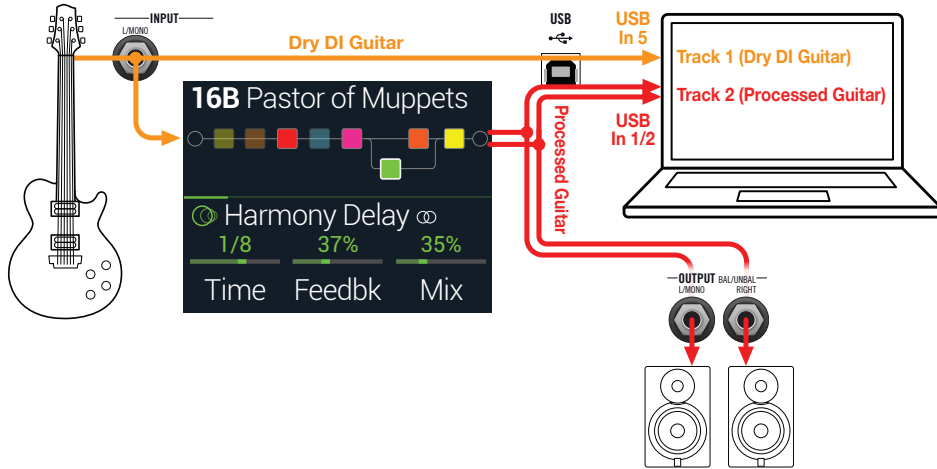 INPUT
L/MONO
Dry DI Guitar
USB
USB
In 5
Track 1 (Dry DI Guitar)
Track 2 (Processed Guitar)
USB
In 1/2
Processed Guitar
16B Pastor of Muppets
Harmony Delay
1/8 37% 35%
Time Feedbk Mix
OUTPUT BAL/UNBAL
L/MONO RIGHT